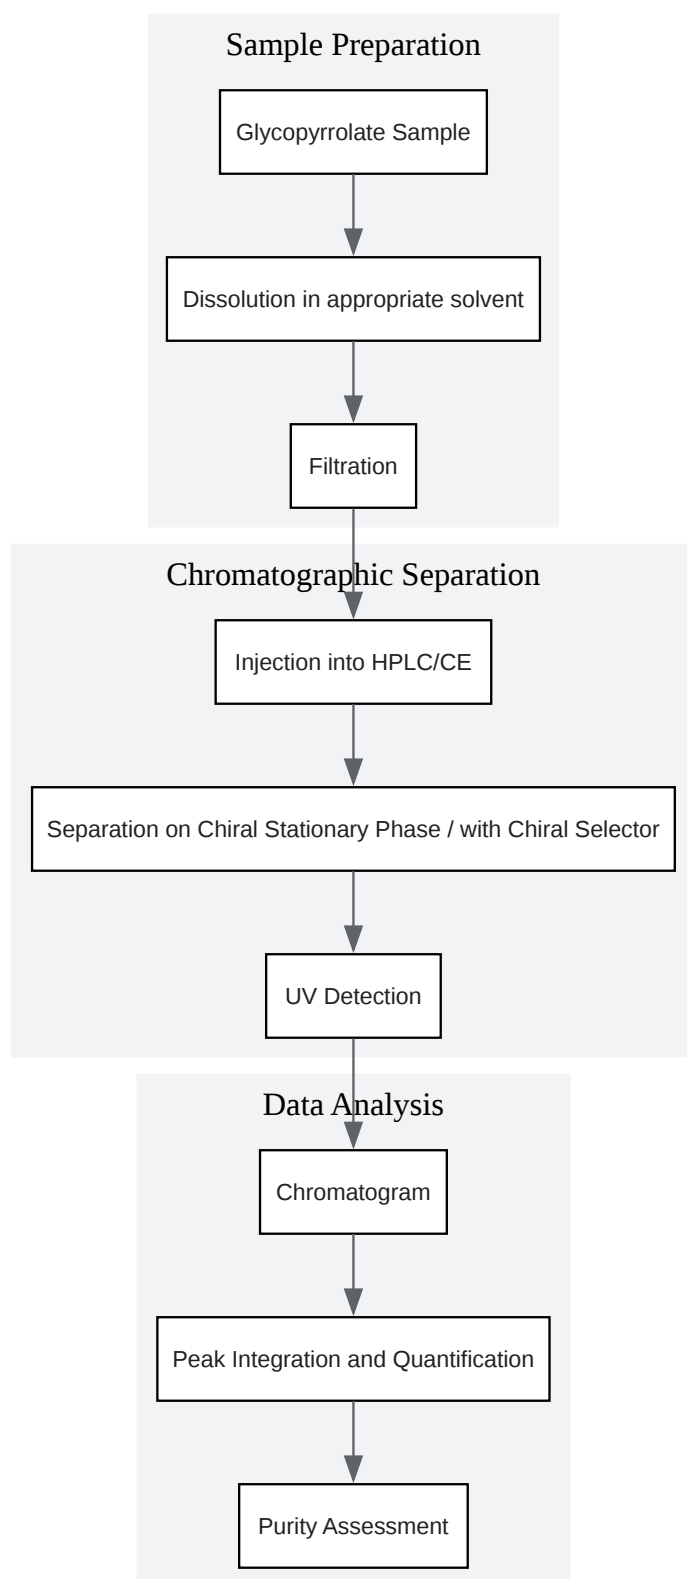 Sample Preparation
Glycopyrrolate Sample
Dissolution in appropriate solvent
Filtration
Chromatographic Separation
Injection into HPLC/CE
Separation on Chiral Stationary Phase / with Chiral Selector
UV Detection
Data Analysis
Chromatogram
Peak Integration and Quantification
Purity Assessment